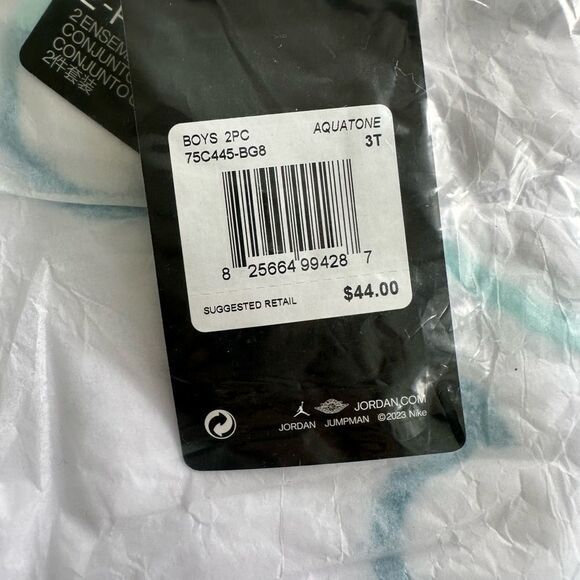 2 ENSEM
CONJUNTO
CONJUNTO
2件套装
BOYS 2PC AQUATONE
75C445-BG8 3T
8 25664 99428 7
SUGGESTED RETAIL $44.00
JORDAN.COM
JORDAN JUMPMAN ©2023 Nike